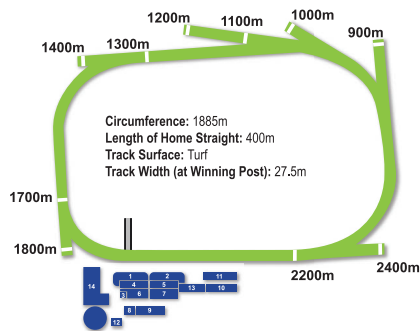 1200m
1100m
1000m
900m
1400m
1300m
Circumference: 1885m
Length of Home Straight: 400m
Track Surface: Turf
Track Width (at Winning Post): 27.5m
1700m
1800m
2200m
2400m
1 2 11
14 4 5
3 6 7 13 10
8 9
12